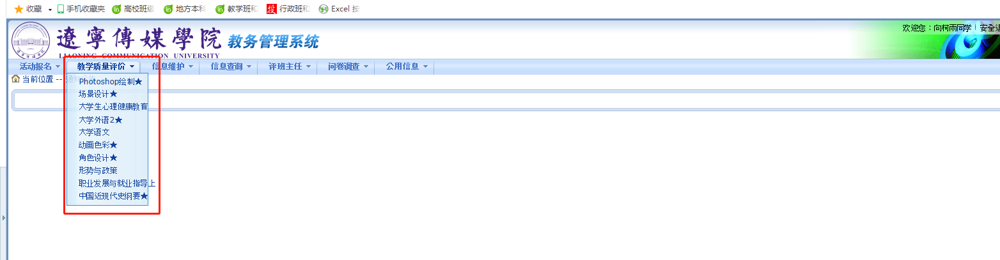 收藏 手机收藏夹 高校班级 地方本科 教学班和 行政班和 Excel 按
遼寧傳媒學院 教务管理系统
LIAONING COMMUNICATION UNIVERSITY
欢迎您：向柯雨同学 安全退
活动报名 教学质量评价 信息维护 信息查询 评班主任 问卷调查 公用信息
当前位置 -- 通知公告
Photoshop绘制★
场景设计★
大学生心理健康教育
大学外语2★
大学语文
动画色彩★
角色设计★
形势与政策
职业发展与就业指导上
中国近现代史纲要★